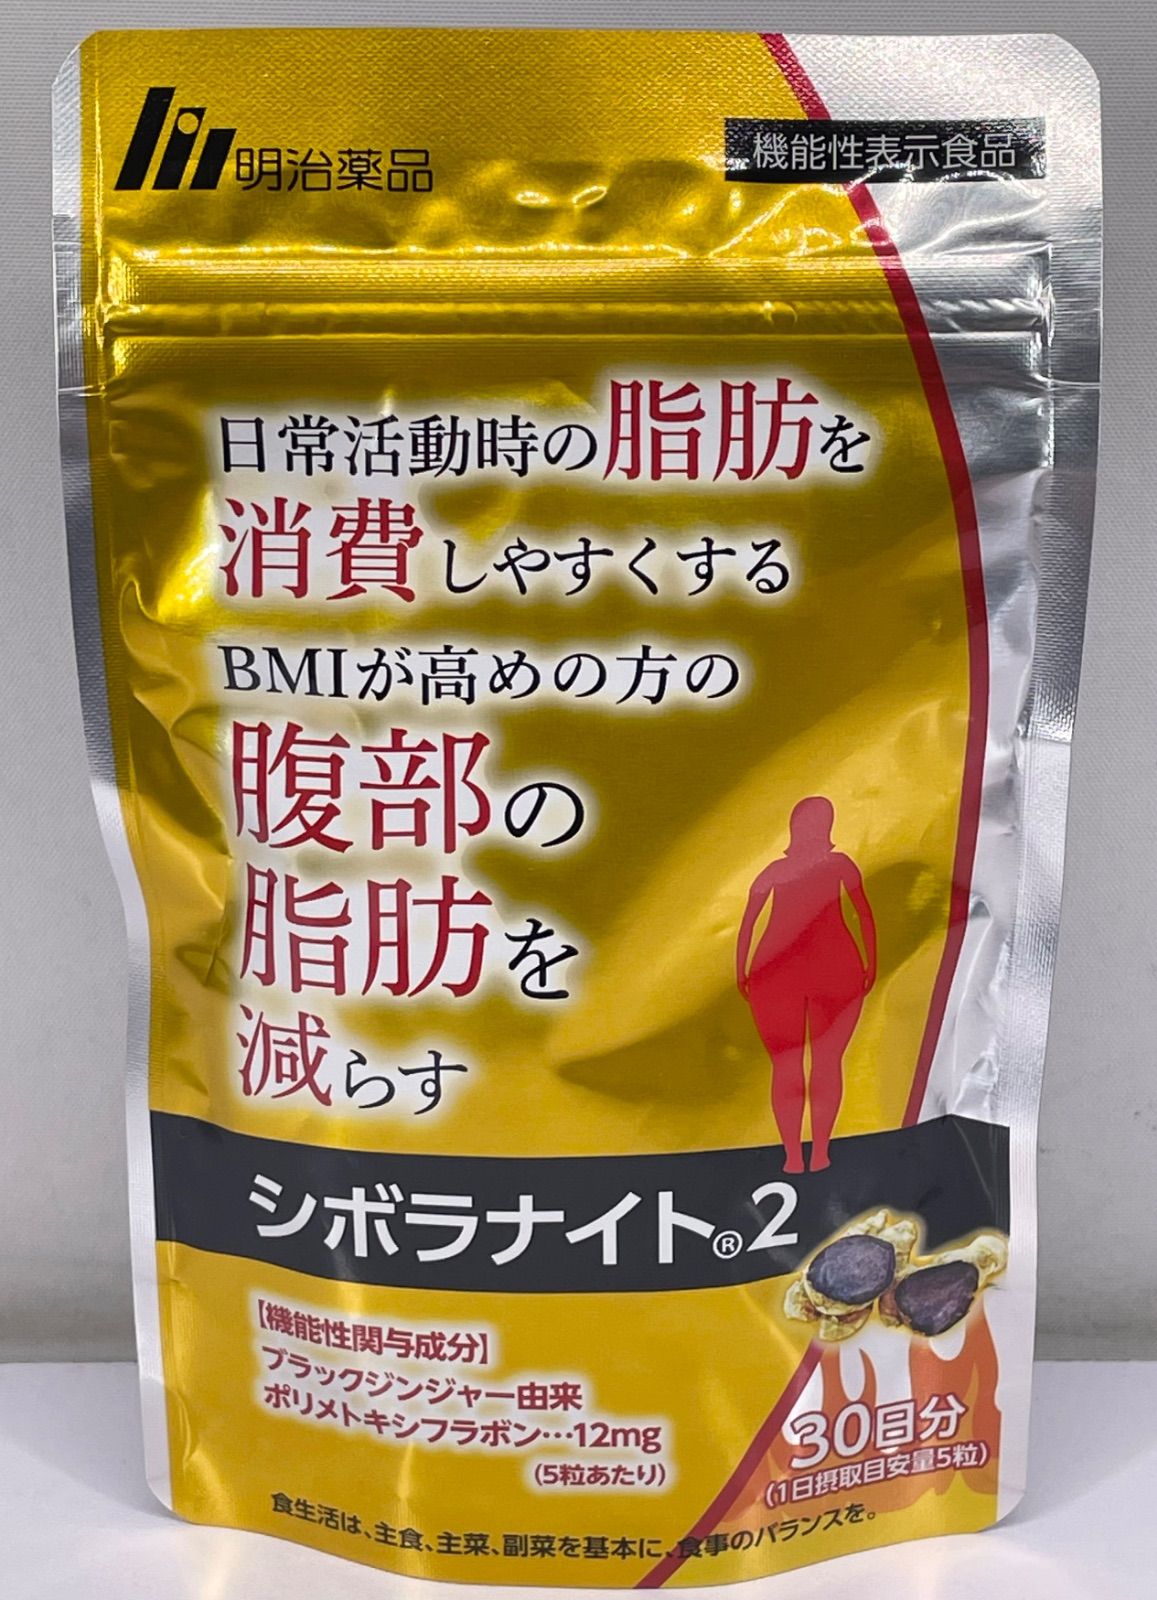 明治薬品
機能性表示食品
日常活動時の脂肪を
消費しやすくする
BMIが高めの方の
腹部の
脂肪を
減らす
シボラナイト®2
【機能性関与成分】
ブラックジンジャー由来
ポリメトキシフラボン…12mg
(5粒あたり)
30日分
(1日摂取目安量5粒)
食生活は、主食、主菜、副菜を基本に、食事のバランスを。